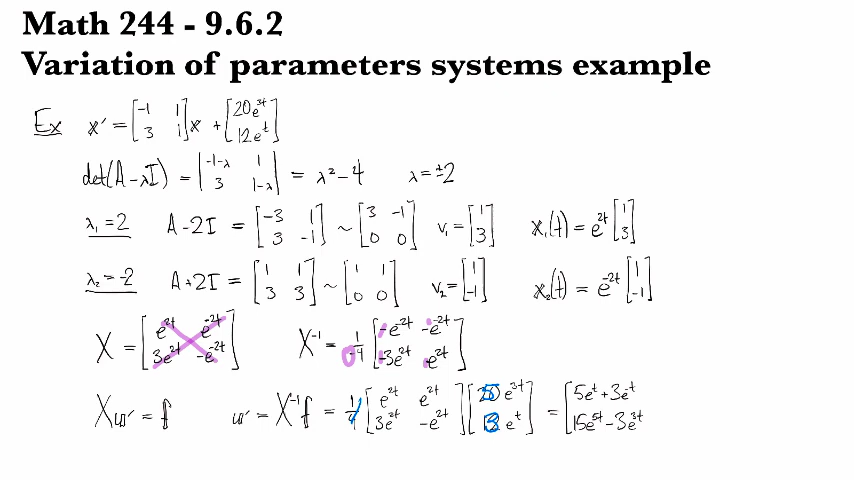 Math 244 - 9.6.2
Variation of parameters systems example
Ex x' = [-1 1; 3 1] x + [20e^{3t}; 12e^t]
det(A-λI) = |-1-λ 1; 3 1-λ| = λ²-4 λ=±2
λ₁=2 A-2I = [-3 1; 3 -1] ~ [3 -1; 0 0] v₁=[1; 3] x₁(t) = e^{2t}[1; 3]
λ₂=-2 A+2I = [1 1; 3 3] ~ [1 1; 0 0] v₂=[1; -1] x₂(t) = e^{-2t}[1; -1]
X = [e^{2t} e^{-2t}; 3e^{2t} -e^{-2t}] X^{-1} = 1/-4 [-e^{-2t} -e^{-2t}; -3e^{2t} e^{2t}]
Xu' = f u' = X^{-1}f = 1/4 [e^{-2t} e^{-2t}; 3e^{2t} -e^{2t}] [5 e^{3t}; 3 e^t] = [5e^t+3e^{-t}; 15e^{5t}-3e^{3t}]